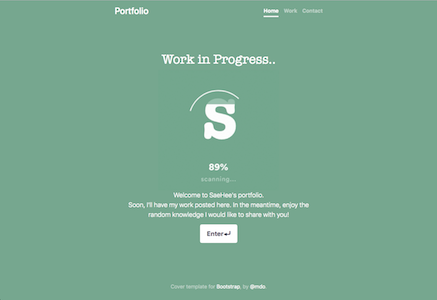 Portfolio
Home Work Contact
Work in Progress..
S
89%
scanning...
Welcome to SaeHee's portfolio.
Soon, I'll have my work posted here. In the meantime, enjoy the
random knowledge I would like to share with you!
Enter↵
Cover template for Bootstrap, by @mdo.